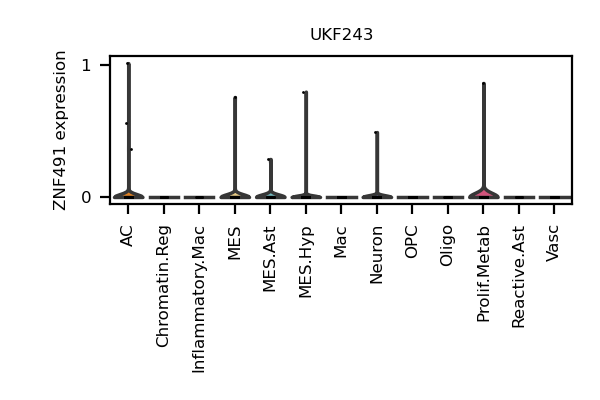 UKF243
ZNF491 expression
1
0
AC
Chromatin.Reg
Inflammatory.Mac
MES
MES.Ast
MES.Hyp
Mac
Neuron
OPC
Oligo
Prolif.Metab
Reactive.Ast
Vasc